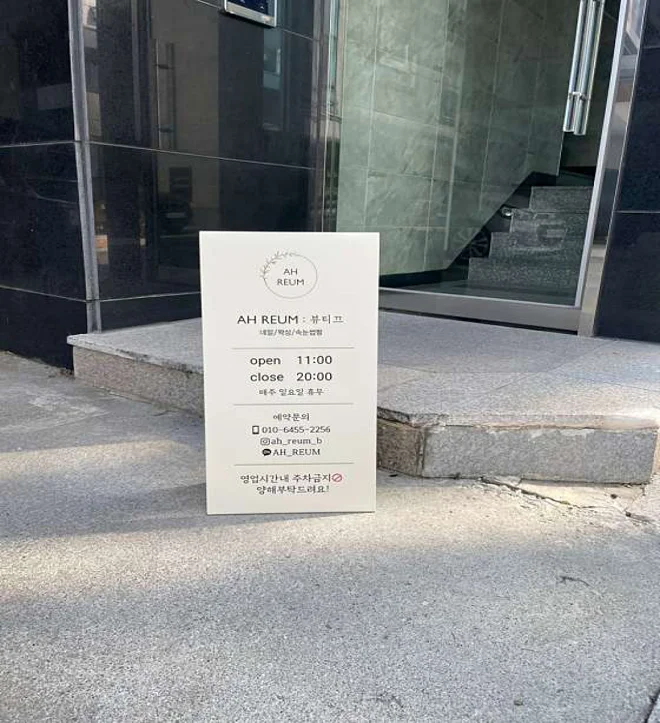 AH
REUM
AH REUM : 뷰티끄
네일/왁싱/속눈썹펌
open 11:00
close 20:00
매주 일요일 휴무
예약문의
010-6455-2256
ah_reum_b
AH_REUM
영업시간내 주차금지
양해부탁드려요!